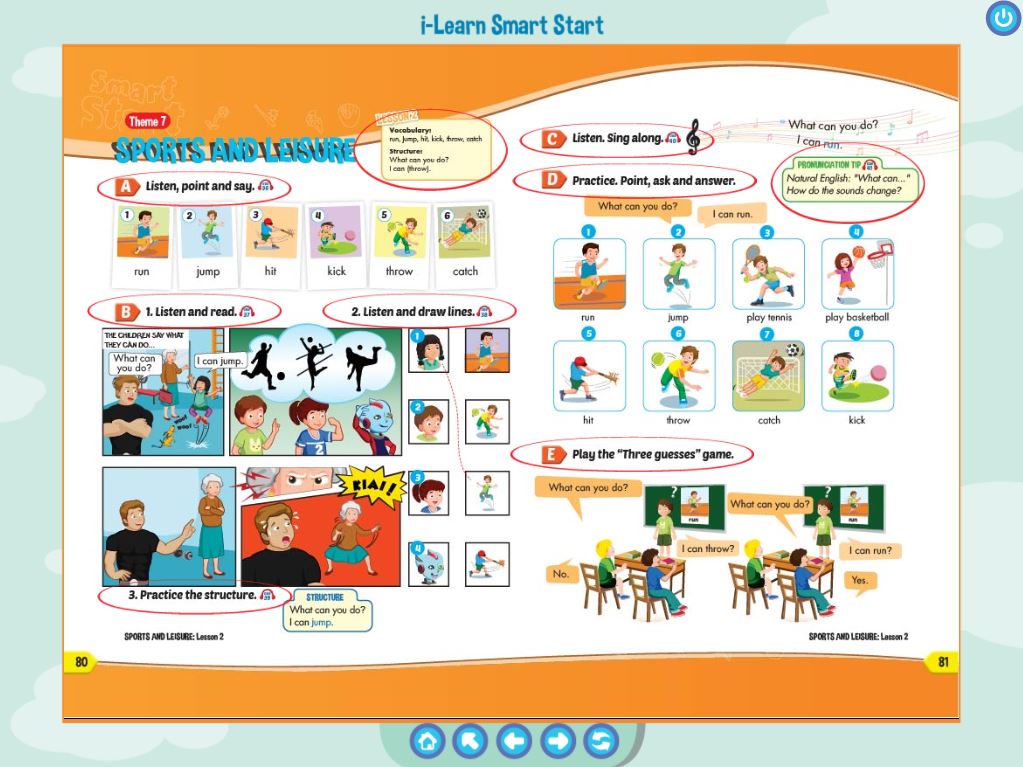 i-Learn Smart Start
Smart
Start
Theme 7
SPORTS AND LEISURE
LESSON 2
Vocabulary:
run, jump, hit, kick, throw, catch
Structure:
What can you do?
I can (throw).
A Listen, point and say.
1
2
3
4
5
6
run
jump
hit
kick
throw
catch
B 1. Listen and read.
THE CHILDREN SAY WHAT
THEY CAN DO...
What can
you do?
I can jump.
woof
woof
2
KIAI!
2. Listen and draw lines.
1
2
3
4
3. Practice the structure.
STRUCTURE
What can you do?
I can jump.
SPORTS AND LEISURE: Lesson 2
80
C Listen. Sing along.
What can you do?
I can run.
D Practice. Point, ask and answer.
PRONUNCIATION TIP
Natural English: "What can..."
How do the sounds change?
What can you do?
I can run.
1
2
3
4
run
jump
play tennis
play basketball
5
6
7
8
hit
throw
catch
kick
E Play the “Three guesses” game.
What can you do?
?
run
I can throw?
No.
What can you do?
?
run
I can run?
Yes.
SPORTS AND LEISURE: Lesson 2
81